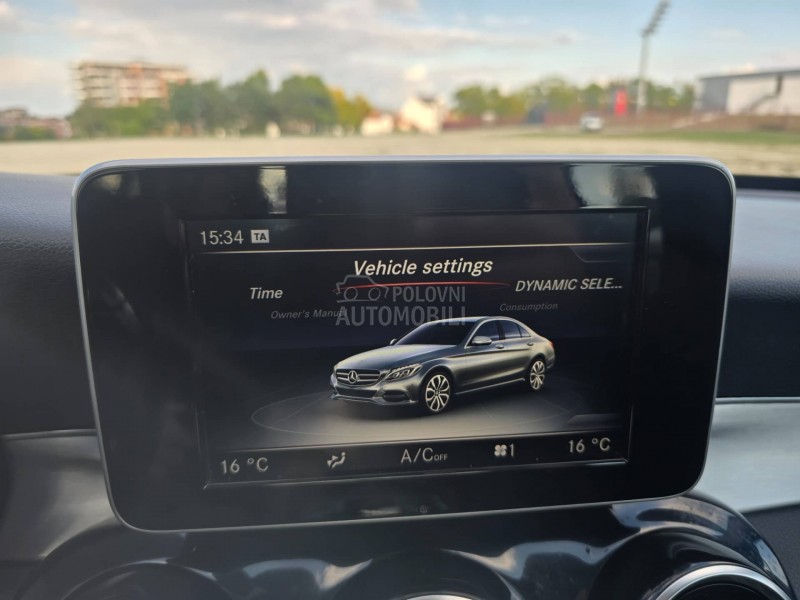 15:34 TA
Vehicle settings
Time
DYNAMIC SELE...
Owner's Manual
Consumption
POLOVNI
AUTOMOBILI
16 °C A/C OFF 1 16 °C